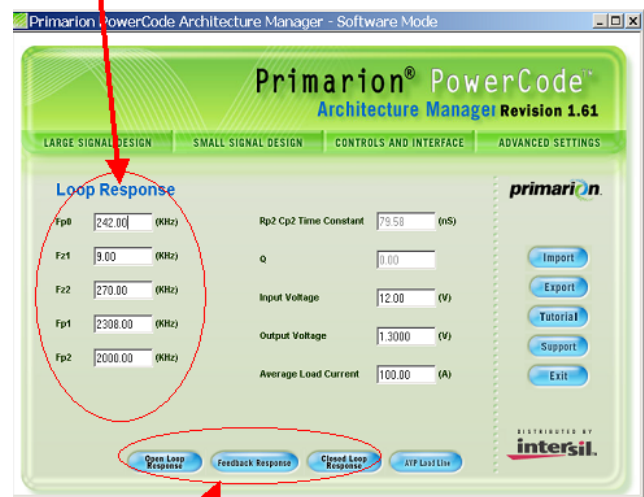 Primarion PowerCode Architecture Manager - Software Mode
Primarion® PowerCode™
Architecture Manager Revision 1.61
LARGE SIGNAL DESIGN SMALL SIGNAL DESIGN CONTROLS AND INTERFACE ADVANCED SETTINGS
Loop Response
primarion
Fp0 242.00 (KHz) Rp2 Cp2 Time Constant 79.58 (nS)
Fz1 9.00 (KHz) Q 0.00
Import
Fz2 270.00 (KHz) Input Voltage 12.00 (V)
Export
Tutorial
Fp1 2308.00 (KHz) Output Voltage 1.3000 (V)
Support
Fp2 2000.00 (KHz) Average Load Current 100.00 (A)
Exit
DISTRIBUTED BY
intersil.
Open Loop Response Feedback Response Closed Loop Response AVP Load Line